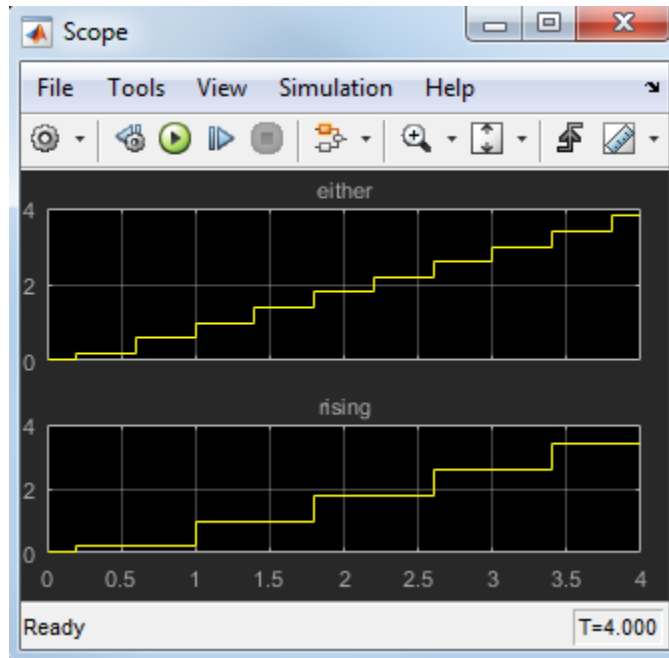 Scope
File Tools View Simulation Help
either
4
2
0
rising
4
2
0
0 0.5 1 1.5 2 2.5 3 3.5 4
Ready T=4.000